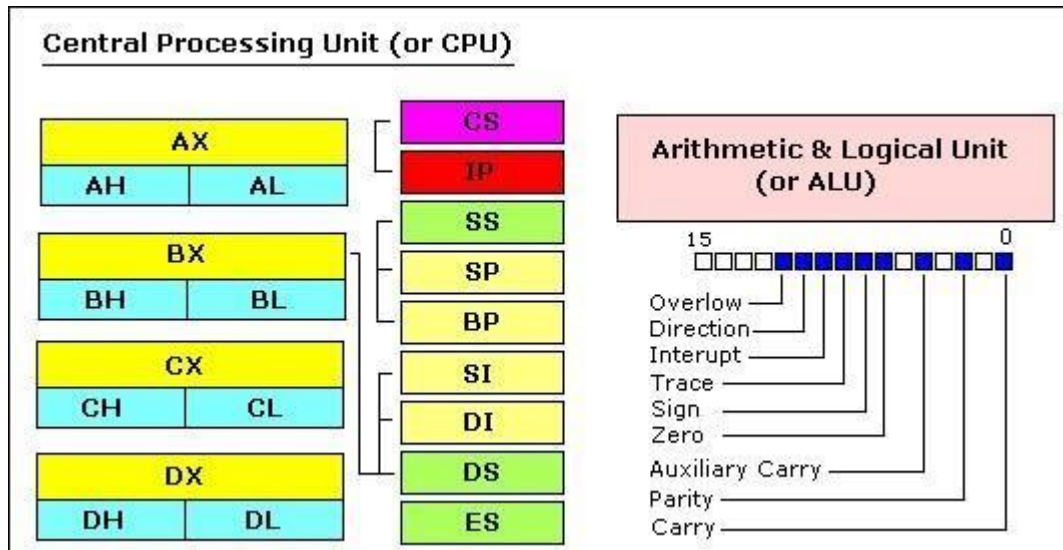 Central Processing Unit (or CPU)
AX
AH AL
BX
BH BL
CX
CH CL
DX
DH DL
CS
IP
SS
SP
BP
SI
DI
DS
ES
Arithmetic & Logical Unit
(or ALU)
15 0
Overlow
Direction
Interupt
Trace
Sign
Zero
Auxiliary Carry
Parity
Carry